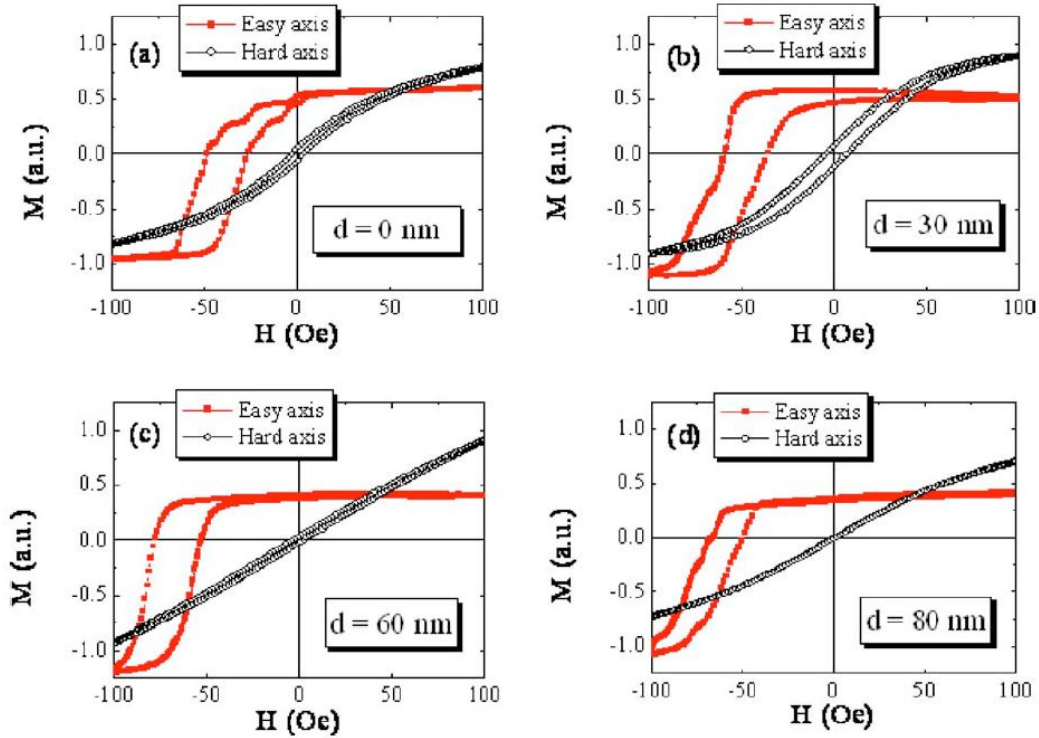 (a)
Easy axis
Hard axis
M (a.u.)
1.0
0.5
0.0
-0.5
-1.0
d = 0 nm
-100 -50 0 50 100
H (Oe)
(b)
Easy axis
Hard axis
M (a.u.)
1.0
0.5
0.0
-0.5
-1.0
d = 30 nm
-100 -50 0 50 100
H (Oe)
(c)
Easy axis
Hard axis
M (a.u.)
1.0
0.5
0.0
-0.5
-1.0
d = 60 nm
-100 -50 0 50 100
H (Oe)
(d)
Easy axis
Hard axis
M (a.u.)
1.0
0.5
0.0
-0.5
-1.0
d = 80 nm
-100 -50 0 50 100
H (Oe)